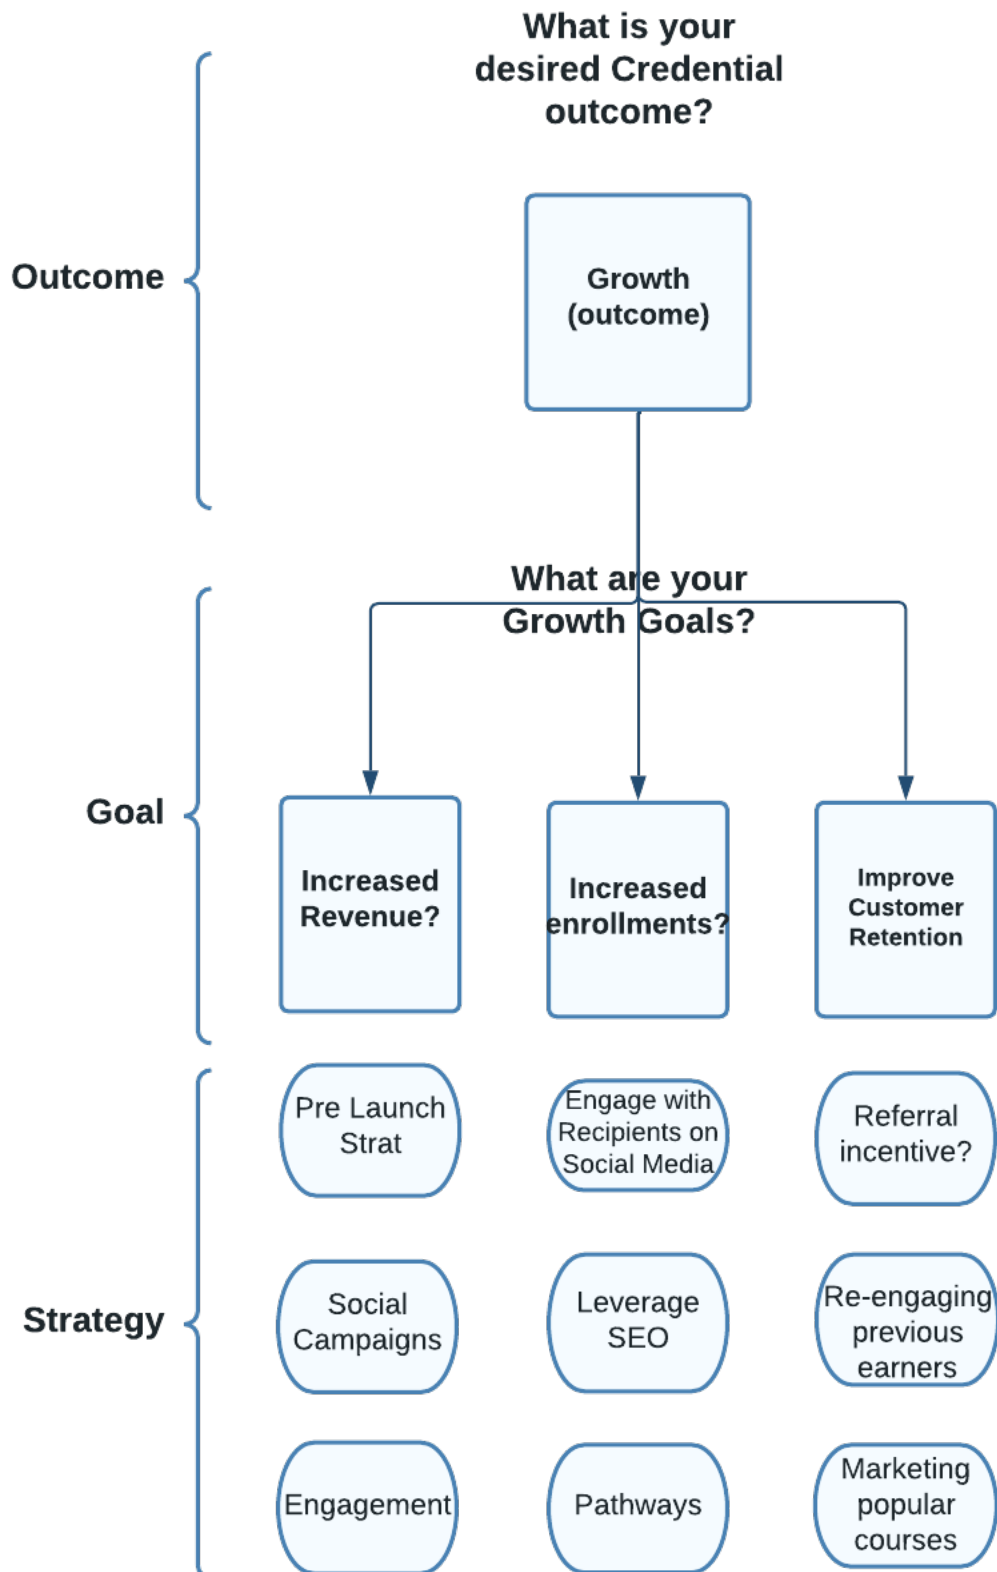 What is your
desired Credential
outcome?
Outcome
Growth
(outcome)
What are your
Growth Goals?
Goal
Increased
Revenue?
Increased
enrollments?
Improve
Customer
Retention
Strategy
Pre Launch
Strat
Engage with
Recipients on
Social Media
Referral
incentive?
Social
Campaigns
Leverage
SEO
Re-engaging
previous
earners
Engagement
Pathways
Marketing
popular
courses